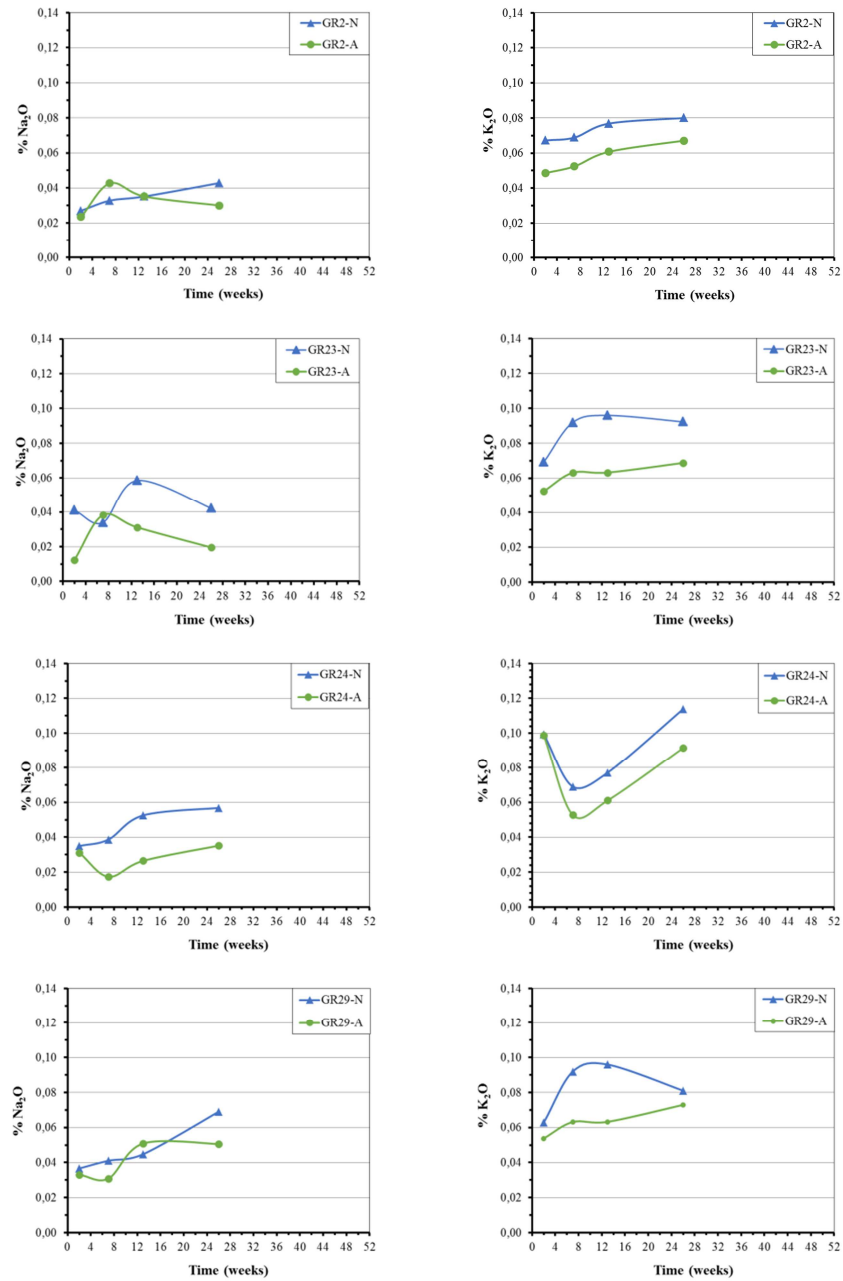 0,14
0,12
0,10
0,08
0,06
0,04
0,02
0,00
% Na₂O
GR2-N
GR2-A
0 4 8 12 16 20 24 28 32 36 40 44 48 52
Time (weeks)
0,14
0,12
0,10
0,08
0,06
0,04
0,02
0,00
% K₂O
GR2-N
GR2-A
0 4 8 12 16 20 24 28 32 36 40 44 48 52
Time (weeks)
0,14
0,12
0,10
0,08
0,06
0,04
0,02
0,00
% Na₂O
GR23-N
GR23-A
0 4 8 12 16 20 24 28 32 36 40 44 48 52
Time (weeks)
0,14
0,12
0,10
0,08
0,06
0,04
0,02
0,00
% K₂O
GR23-N
GR23-A
0 4 8 12 16 20 24 28 32 36 40 44 48 52
Time (weeks)
0,14
0,12
0,10
0,08
0,06
0,04
0,02
0,00
% Na₂O
GR24-N
GR24-A
0 4 8 12 16 20 24 28 32 36 40 44 48 52
Time (weeks)
0,14
0,12
0,10
0,08
0,06
0,04
0,02
0,00
% K₂O
GR24-N
GR24-A
0 4 8 12 16 20 24 28 32 36 40 44 48 52
Time (weeks)
0,14
0,12
0,10
0,08
0,06
0,04
0,02
0,00
% Na₂O
GR29-N
GR29-A
0 4 8 12 16 20 24 28 32 36 40 44 48 52
Time (weeks)
0,14
0,12
0,10
0,08
0,06
0,04
0,02
0,00
% K₂O
GR29-N
GR29-A
0 4 8 12 16 20 24 28 32 36 40 44 48 52
Time (weeks)